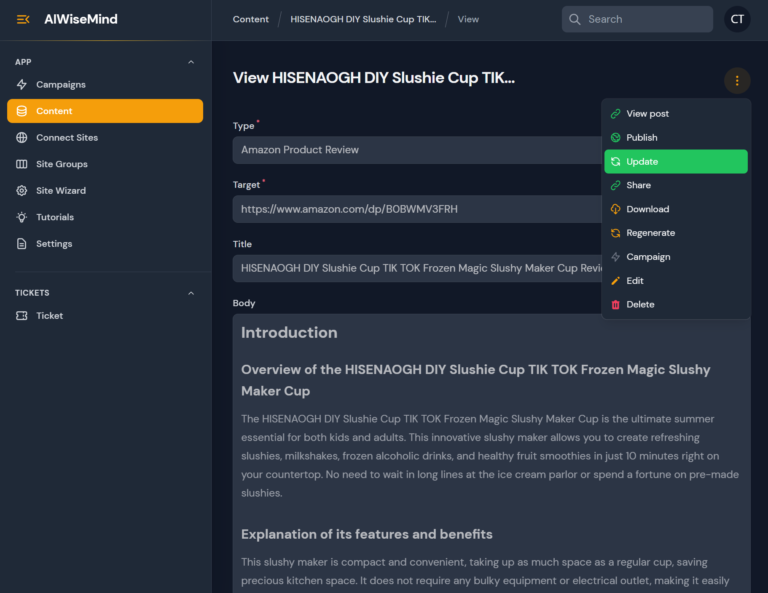 AIWiseMind
Content / HISENAOGH DIY Slushie Cup TIK... / View
Search
CT
APP
Campaigns
Content
Connect Sites
Site Groups
Site Wizard
Tutorials
Settings
TICKETS
Ticket
View HISENAOGH DIY Slushie Cup TIK...
View post
Publish
Update
Share
Download
Regenerate
Campaign
Edit
Delete
Type*
Amazon Product Review
Target*
https://www.amazon.com/dp/B0BWMV3FRH
Title
HISENAOGH DIY Slushie Cup TIK TOK Frozen Magic Slushy Maker Cup
Body
Introduction
Overview of the HISENAOGH DIY Slushie Cup TIK TOK Frozen Magic Slushy
Maker Cup
The HISENAOGH DIY Slushie Cup TIK TOK Frozen Magic Slushy Maker Cup is the ultimate summer
essential for both kids and adults. This innovative slushy maker allows you to create refreshing
slushies, milkshakes, frozen alcoholic drinks, and healthy fruit smoothies in just 10 minutes right on
your countertop. No need to wait in long lines at the ice cream parlor or spend a fortune on pre-made
slushies.
Explanation of its features and benefits
This slushy maker is compact and convenient, taking up as much space as a regular cup, saving
precious kitchen space. It does not require any bulky equipment or electrical outlet, making it easily